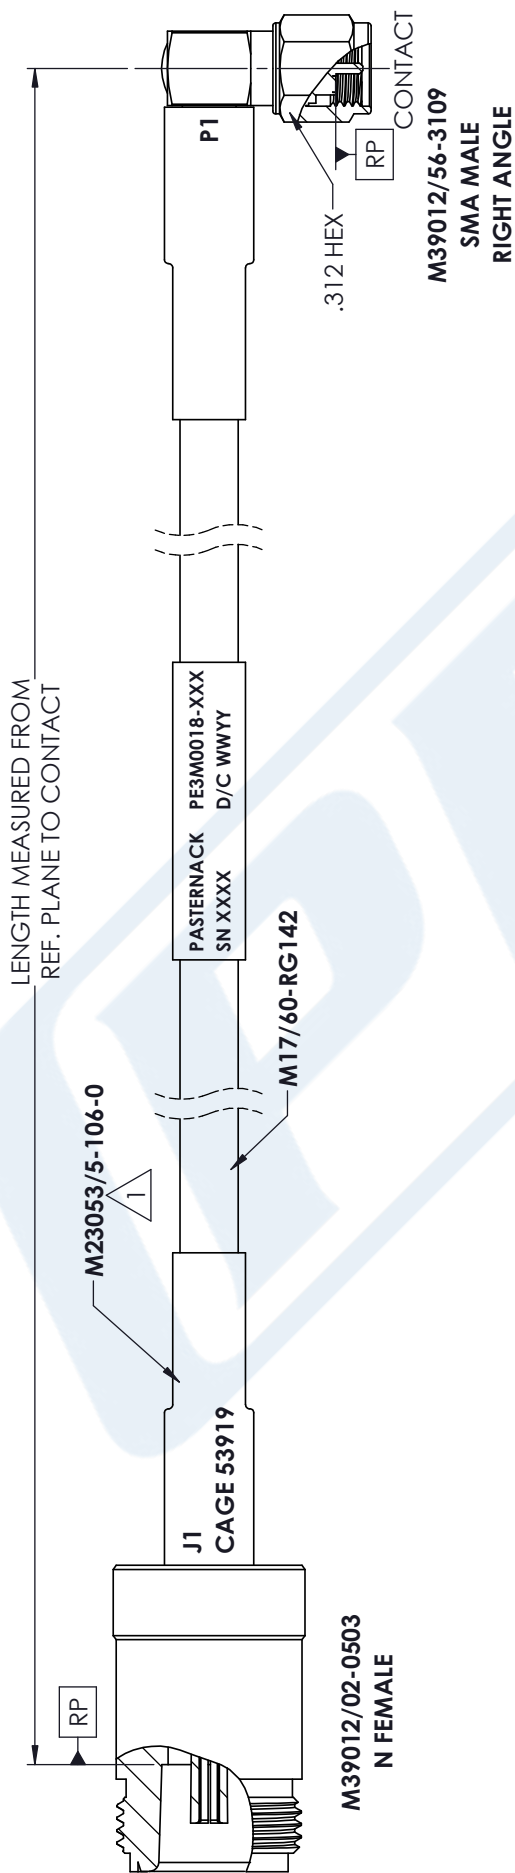 LENGTH MEASURED FROM
REF. PLANE TO CONTACT
RP
M23053/5-106-0
1
J1
CAGE 53919
M17/60-RG142
PASTERNACK PE3M0018-XXX
SN XXXX D/C WWYY
P1
.312 HEX
RP
CONTACT
M39012/02-0503
N FEMALE
M39012/56-3109
SMA MALE
RIGHT ANGLE